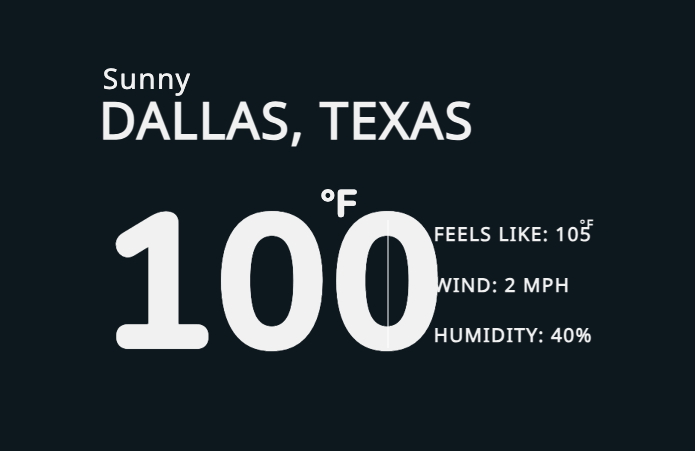 Sunny
DALLAS, TEXAS
100 °F
FEELS LIKE: 105 °F
WIND: 2 MPH
HUMIDITY: 40%